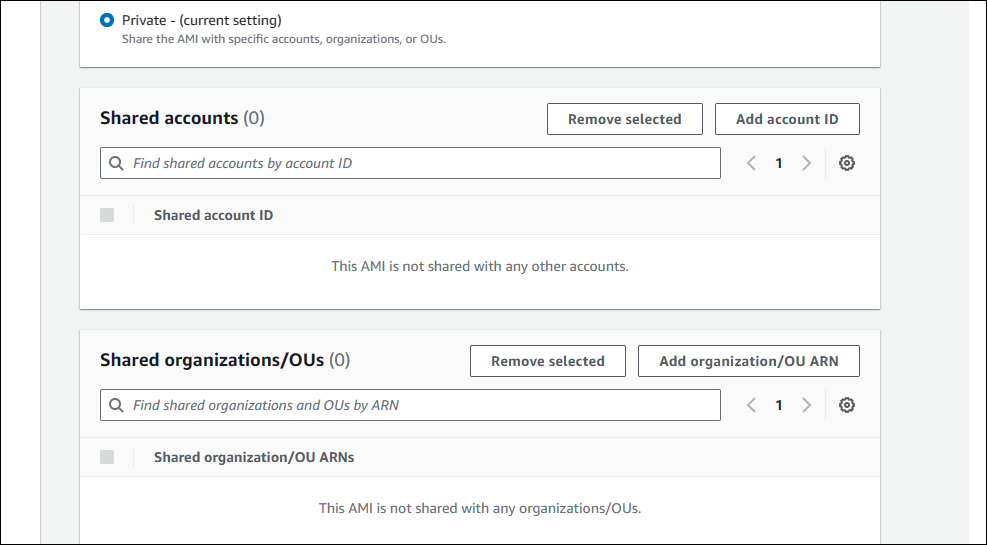 Private - (current setting)
Share the AMI with specific accounts, organizations, or OUs.
Shared accounts (0)
Remove selected
Add account ID
Find shared accounts by account ID
1
Shared account ID
This AMI is not shared with any other accounts.
Shared organizations/OUs (0)
Remove selected
Add organization/OU ARN
Find shared organizations and OUs by ARN
1
Shared organization/OU ARNs
This AMI is not shared with any organizations/OUs.